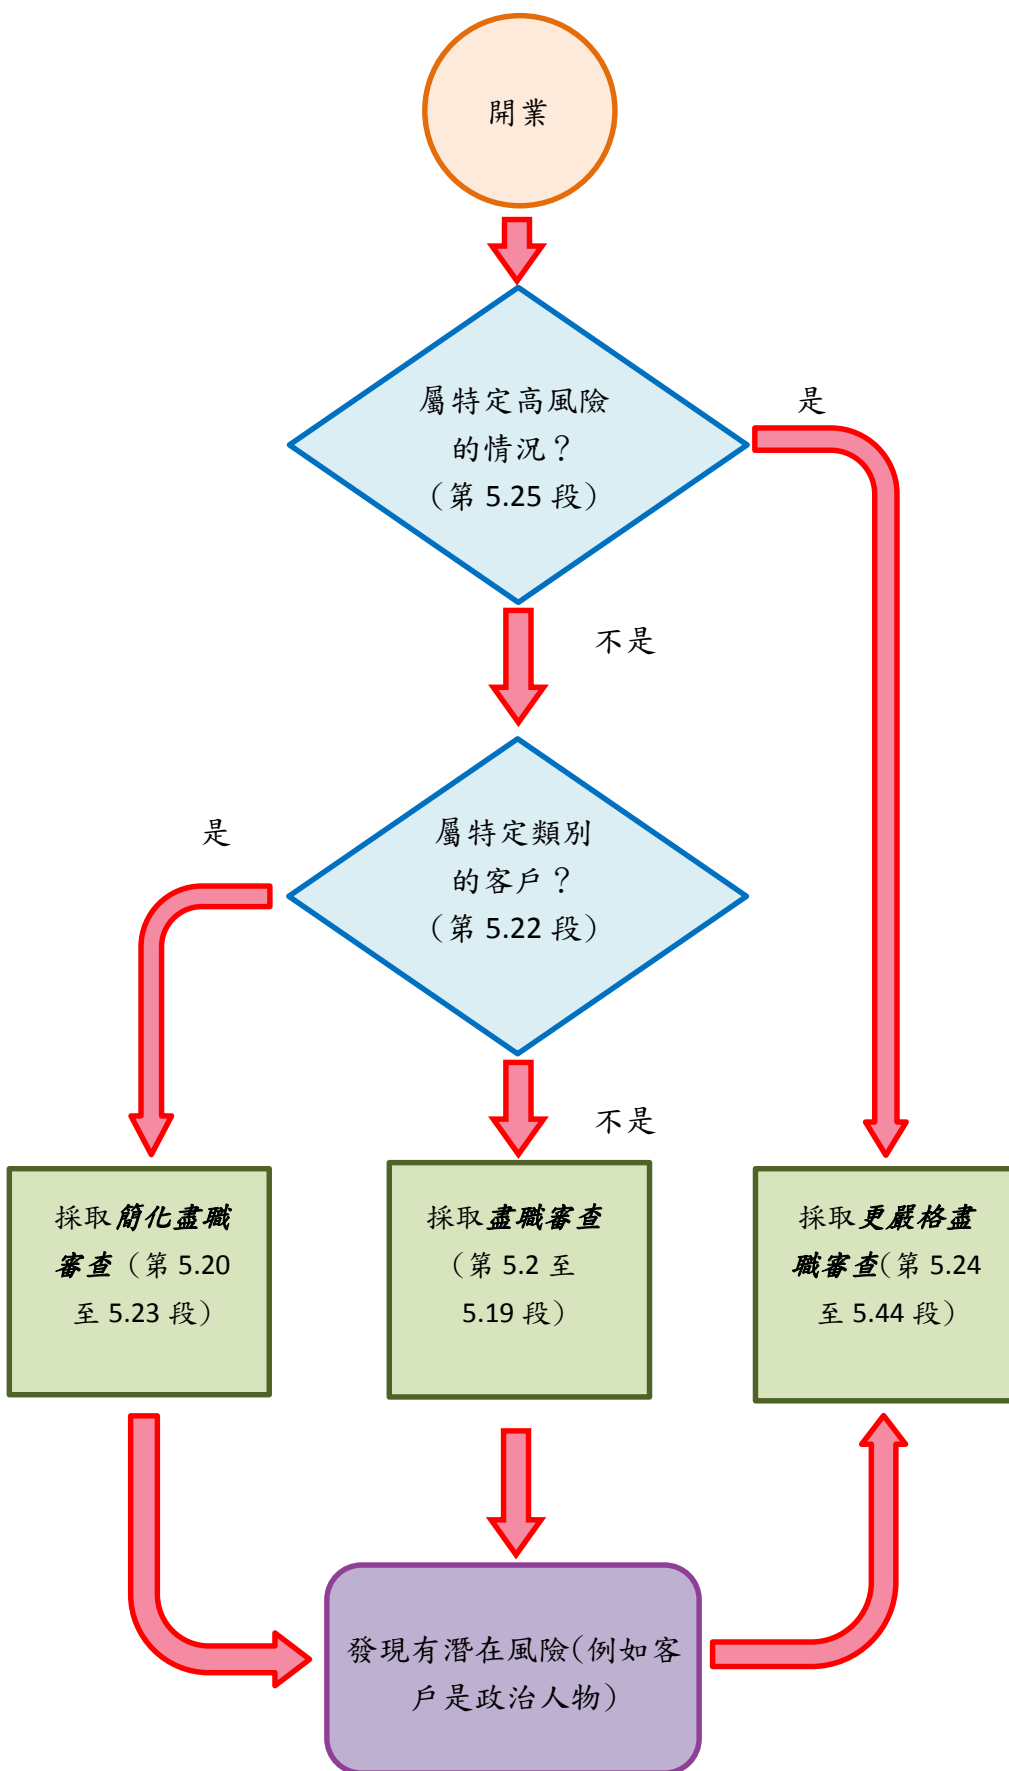 開業
屬特定高風險
的情況？
（第 5.25 段）
是
不是
屬特定類別
的客戶？
（第 5.22 段）
是
不是
採取簡化盡職
審查（第 5.20
至 5.23 段）
採取盡職審查
（第 5.2 至
5.19 段）
採取更嚴格盡
職審查(第 5.24
至 5.44 段）
發現有潛在風險(例如客
戶是政治人物）